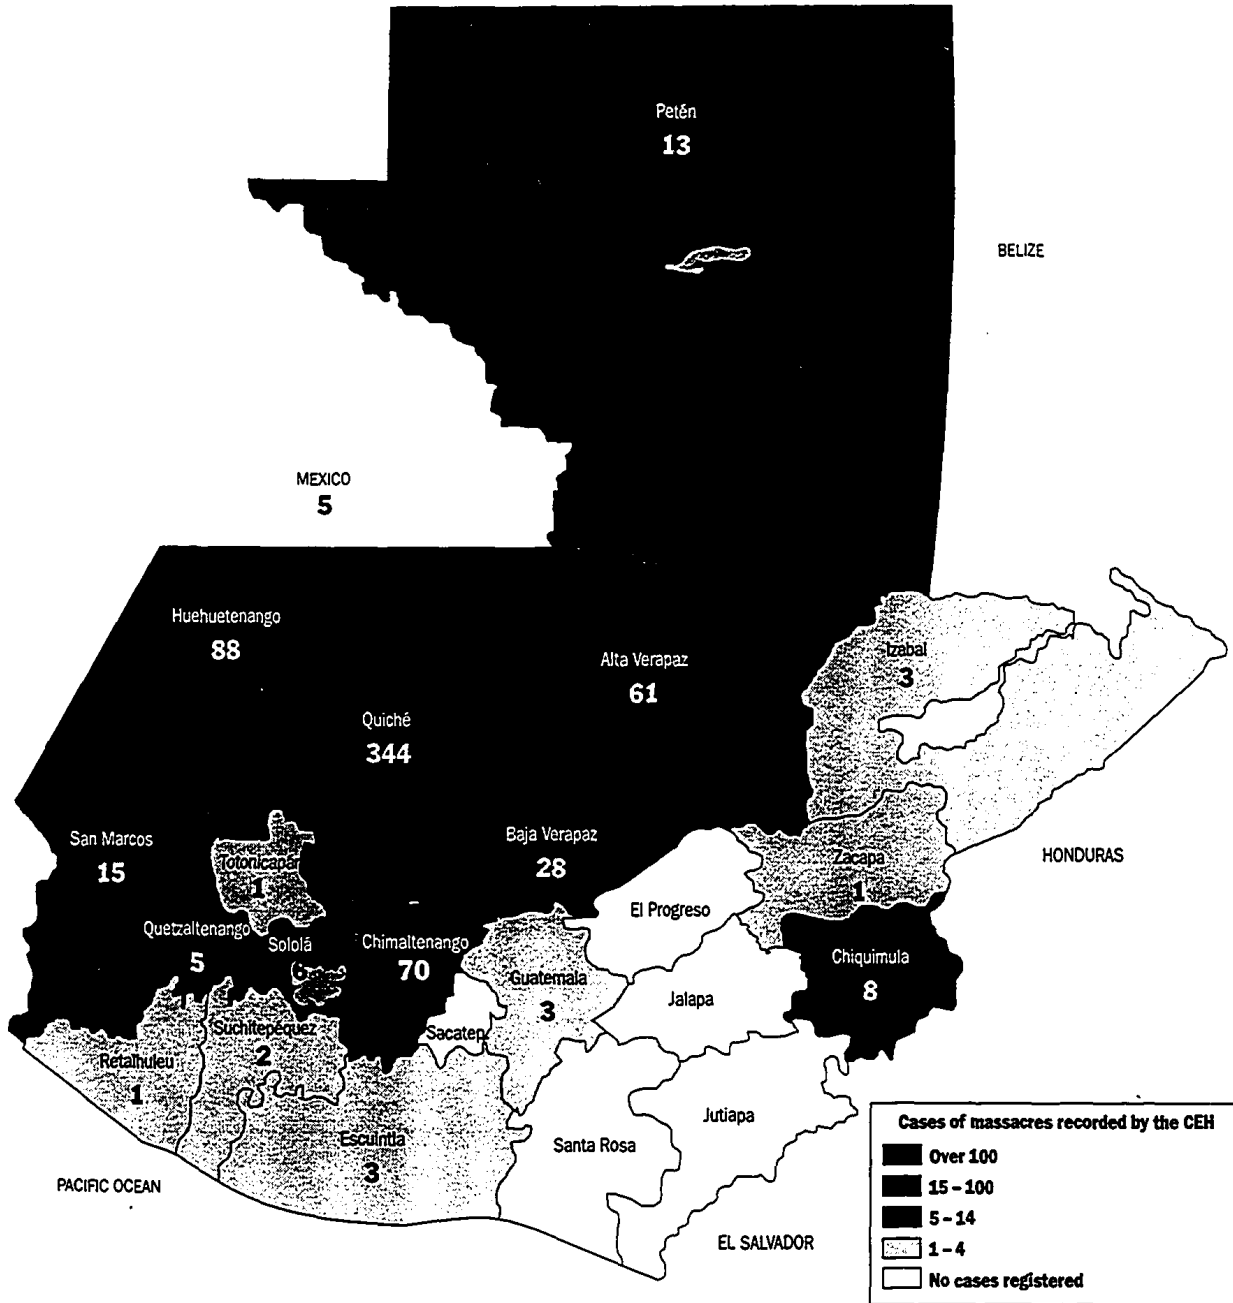 Petén
13
BELIZE
MEXICO
5
Huehuetenango
88
Alta Verapaz
61
Izabal
3
Quiché
344
San Marcos
15
Totonicapá
1
Baja Verapaz
28
Zacapa
1
HONDURAS
El Progreso
Quetzaltenango
5
Sololá
6
Chimaltenango
70
Guatemala
3
Jalapa
Chiquimula
8
Sacatep.
Suchitepéquez
2
Retalhuleu
1
Escuintla
3
Santa Rosa
Jutiapa
PACIFIC OCEAN
EL SALVADOR
Cases of massacres recorded by the CEH
Over 100
15 – 100
5 – 14
1 – 4
No cases registered